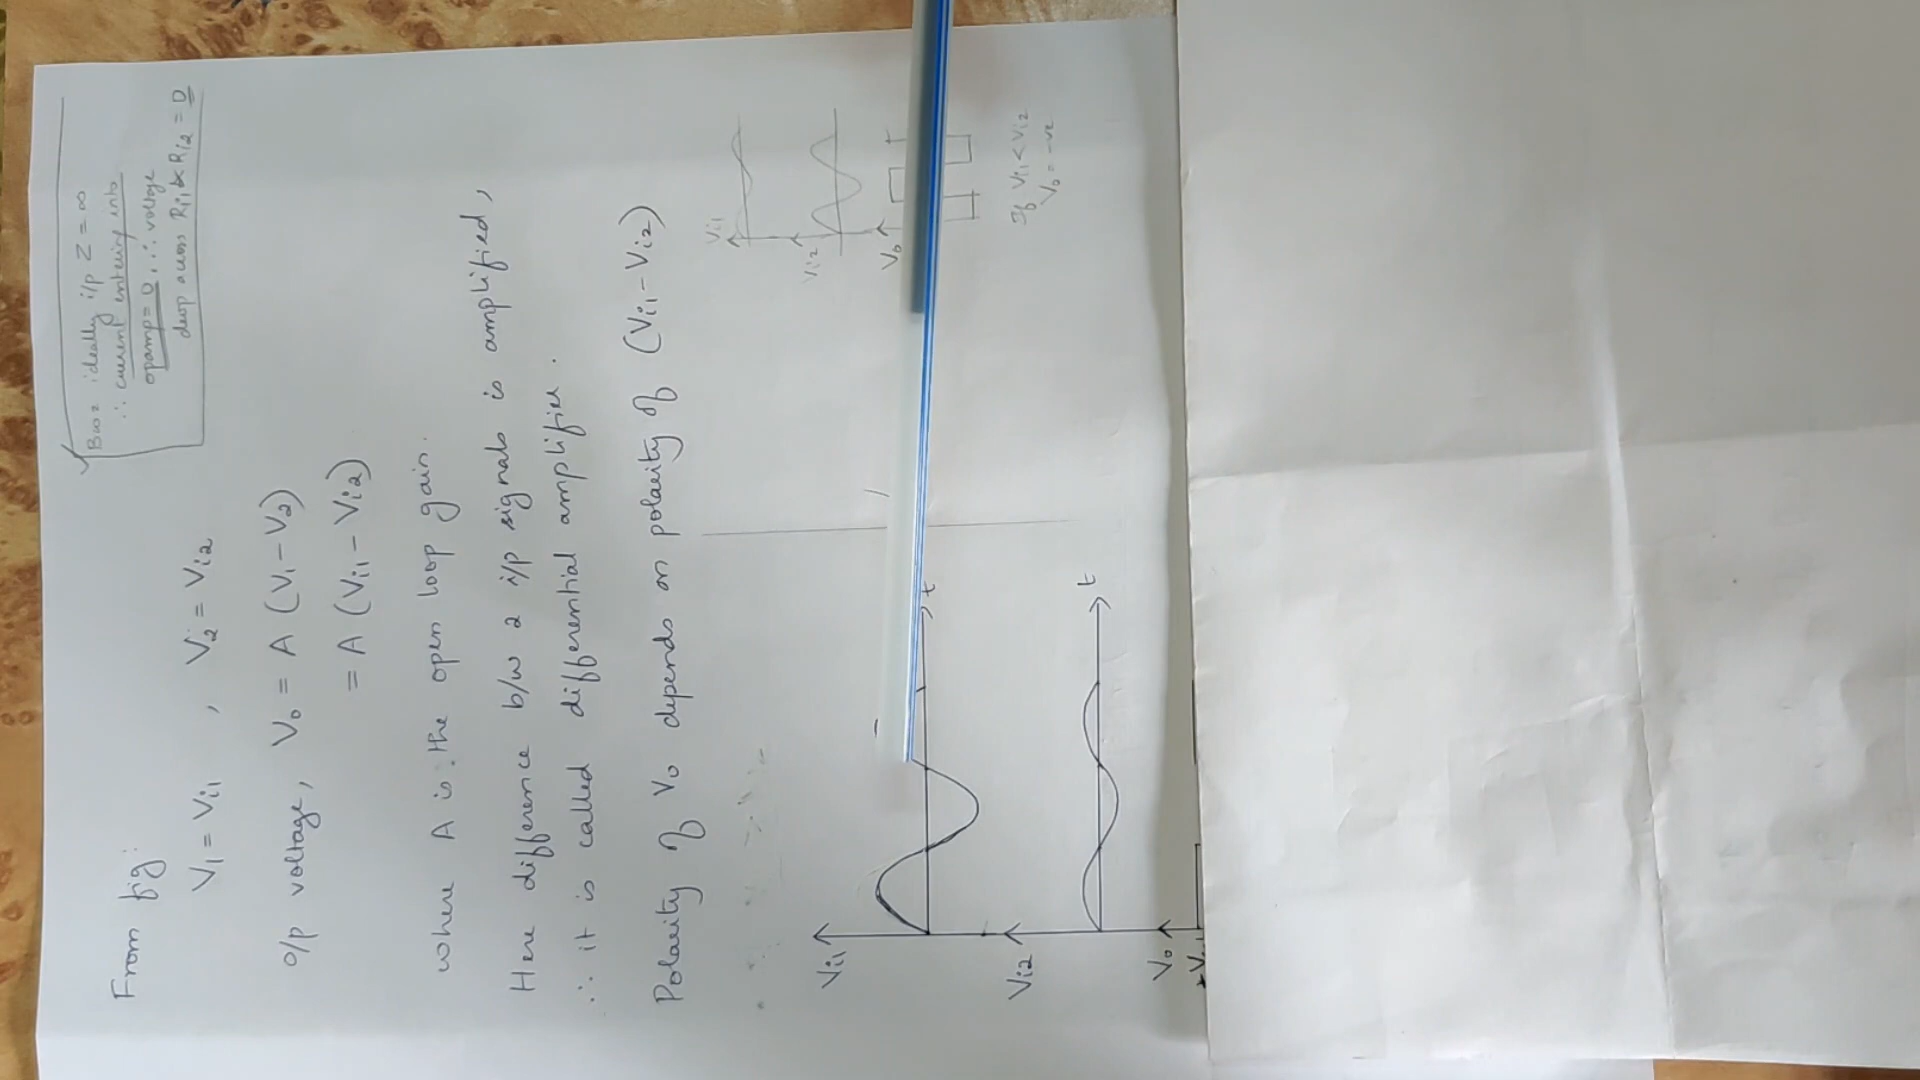 From fig:
V1 = Vi1 , V2 = Vi2
Bcoz ideally i/p Z = ∞
∴ current entering into
opamp = 0, ∴ voltage
drop across Ri1 & Ri2 = 0
o/p voltage, Vo = A (V1 - V2)
= A (Vi1 - Vi2)
where A is the open loop gain.
Here difference b/w 2 i/p signals is amplified,
∴ it is called differential amplifier.
Polarity of Vo depends on polarity of (Vi1 - Vi2)
Vi1
t
Vi2
t
Vo
Vi1
Vi2
Vo
If Vi1 < Vi2
Vo = -ve